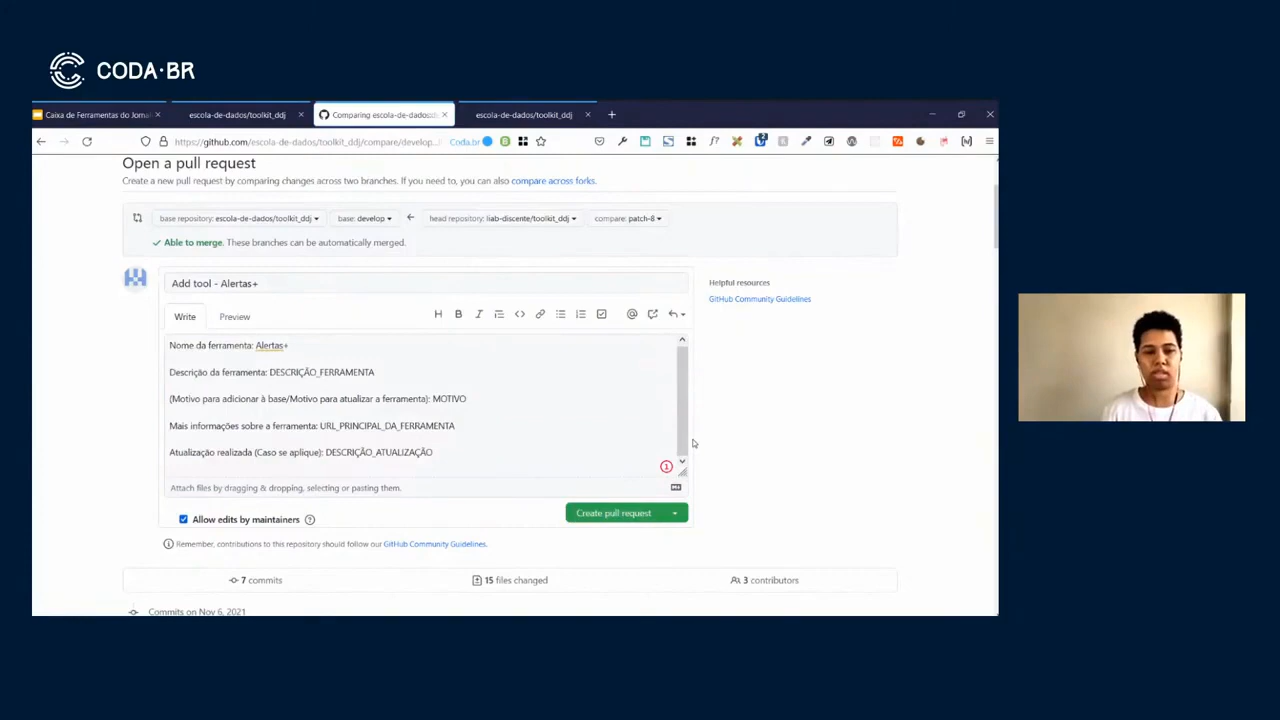 CODA·BR
Caixa de Ferramentas do Jornal
escola-de-dados/toolkit_ddj
Comparing escola-de-dados:de
escola-de-dados/toolkit_ddj
https://github.com/escola-de-dados/toolkit_ddj/compare/develop...
Coda.br
Open a pull request
Create a new pull request by comparing changes across two branches. If you need to, you can also compare across forks.
base repository: escola-de-dados/toolkit_ddj
base: develop
head repository: liab-discente/toolkit_ddj
compare: patch-8
Able to merge. These branches can be automatically merged.
Add tool - Alertas+
Helpful resources
GitHub Community Guidelines
Write
Preview
Nome da ferramenta: Alertas+
Descrição da ferramenta: DESCRIÇÃO_FERRAMENTA
(Motivo para adicionar à base/Motivo para atualizar a ferramenta): MOTIVO
Mais informações sobre a ferramenta: URL_PRINCIPAL_DA_FERRAMENTA
Atualização realizada (Caso se aplique): DESCRIÇÃO_ATUALIZAÇÃO
1
Attach files by dragging & dropping, selecting or pasting them.
Allow edits by maintainers
Create pull request
Remember, contributions to this repository should follow our GitHub Community Guidelines.
7 commits
15 files changed
3 contributors
Commits on Nov 6, 2021